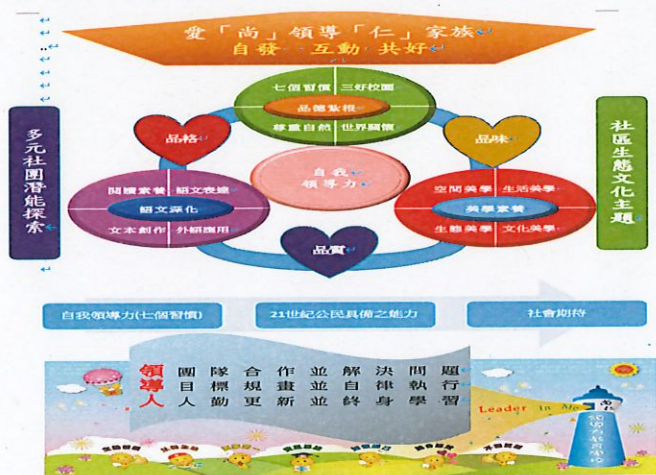 愛「尚」領導「仁」家族
自發 互動 共好
多元社團潛能探索
社區生態文化主題
七個習慣 三好校園
品德紮根
尊重自然 世界關懷
品格
品味
自我
領導力
閱讀素養 語文表達
語文深化
文本創作 外語應用
空間美學 生活美學
美學素養
生態美學 文化美學
品質
自我領導力(七個習慣)
21世紀公民具備之能力
社會期待
領導人
團隊合作並解決問題
目標規畫並自律執行
人勤更新並終身學習
Leader In Me
尚仁